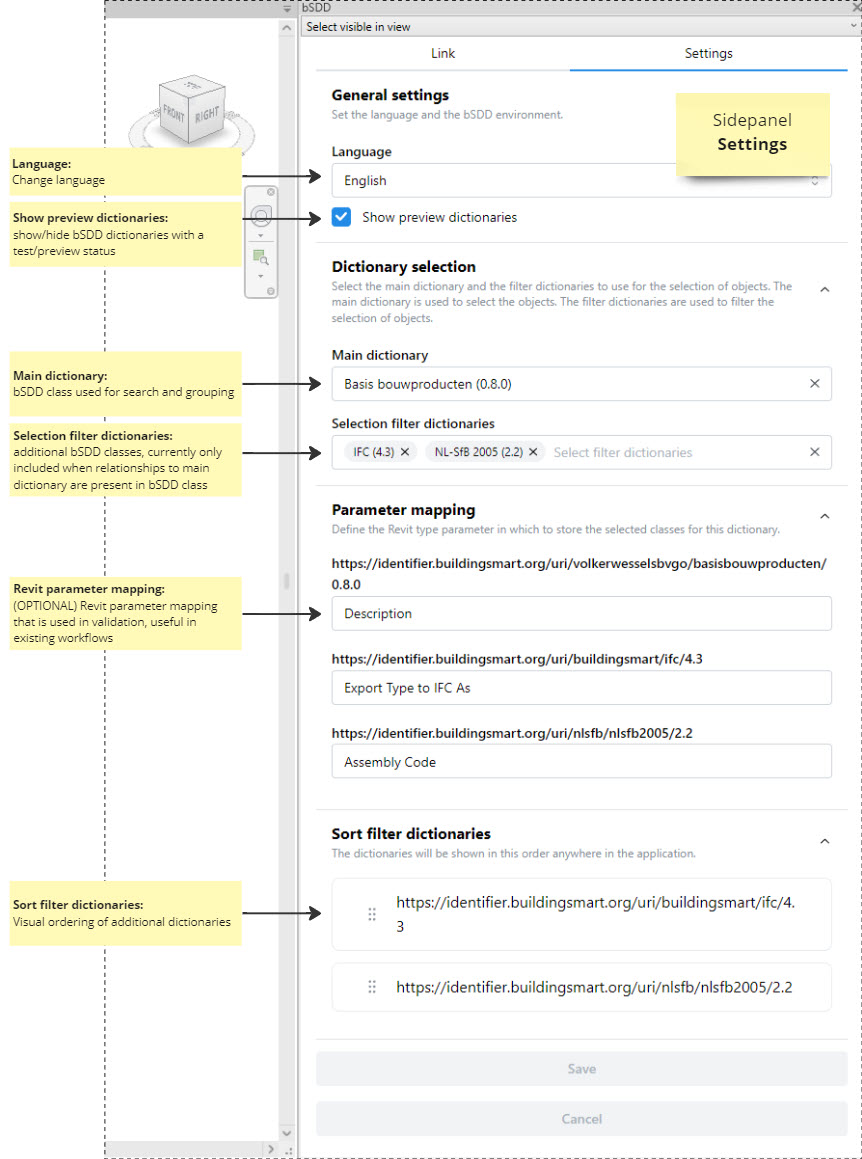 bSDD
Select visible in view
Link
Settings
General settings
Set the language and the bSDD environment.
Sidepanel
Settings
Language:
Change language
Language
English
FRONT
RIGHT
Show preview dictionaries:
show/hide bSDD dictionaries with a
test/preview status
Show preview dictionaries
Dictionary selection
Select the main dictionary and the filter dictionaries to use for the selection of objects. The
main dictionary is used to select the objects. The filter dictionaries are used to filter the
selection of objects.
Main dictionary:
bSDD class used for search and grouping
Main dictionary
Basis bouwproducten (0.8.0)
Selection filter dictionaries:
additional bSDD classes, currently only
included when relationships to main
dictionary are present in bSDD class
Selection filter dictionaries
IFC (4.3)
NL-SfB 2005 (2.2)
Select filter dictionaries
Parameter mapping
Define the Revit type parameter in which to store the selected classes for this dictionary.
Revit parameter mapping:
(OPTIONAL) Revit parameter mapping
that is used in validation, useful in
existing workflows
https://identifier.buildingsmart.org/uri/volkerwesselsbvgo/basisbouwproducten/
0.8.0
Description
https://identifier.buildingsmart.org/uri/buildingsmart/ifc/4.3
Export Type to IFC As
https://identifier.buildingsmart.org/uri/nlsfb/nlsfb2005/2.2
Assembly Code
Sort filter dictionaries
The dictionaries will be shown in this order anywhere in the application.
Sort filter dictionaries:
Visual ordering of additional dictionaries
https://identifier.buildingsmart.org/uri/buildingsmart/ifc/4.
3
https://identifier.buildingsmart.org/uri/nlsfb/nlsfb2005/2.2
Save
Cancel